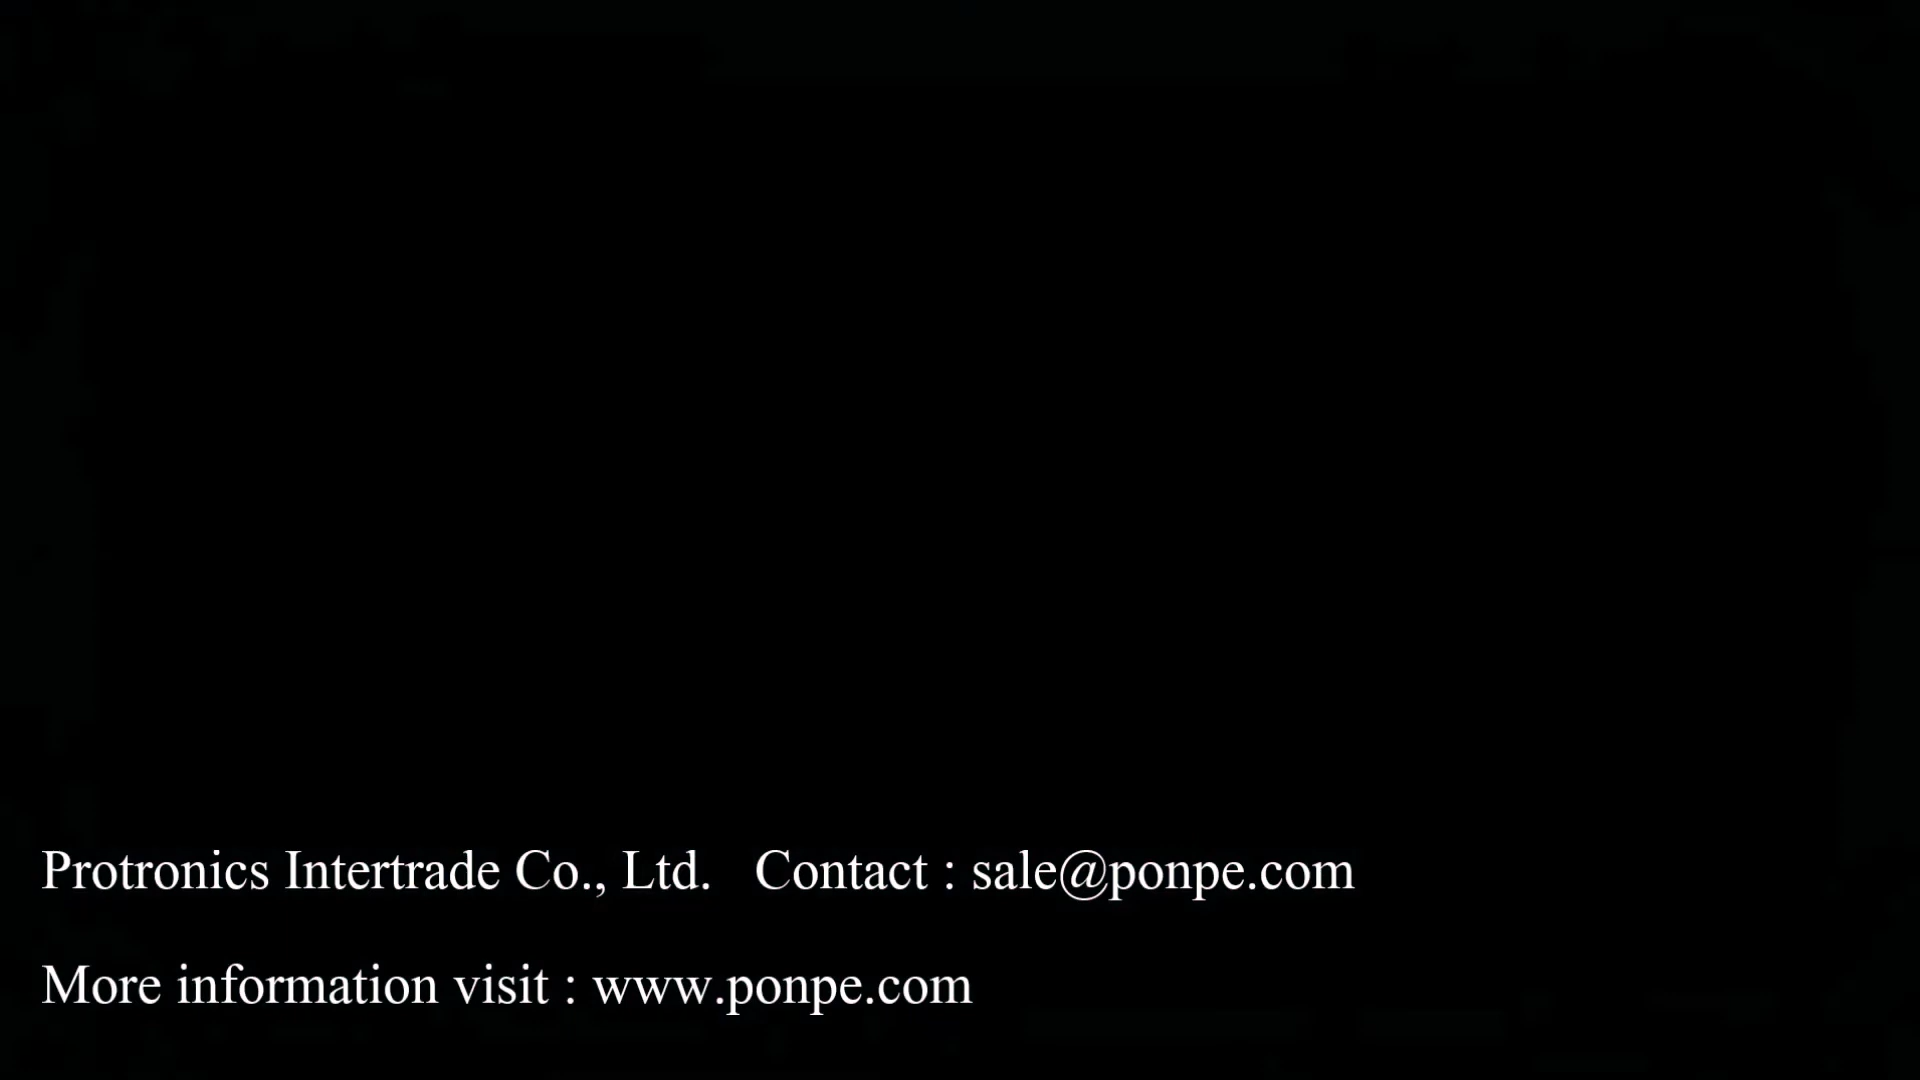 Protronics Intertrade Co., Ltd.   Contact : sale@ponpe.com
More information visit : www.ponpe.com